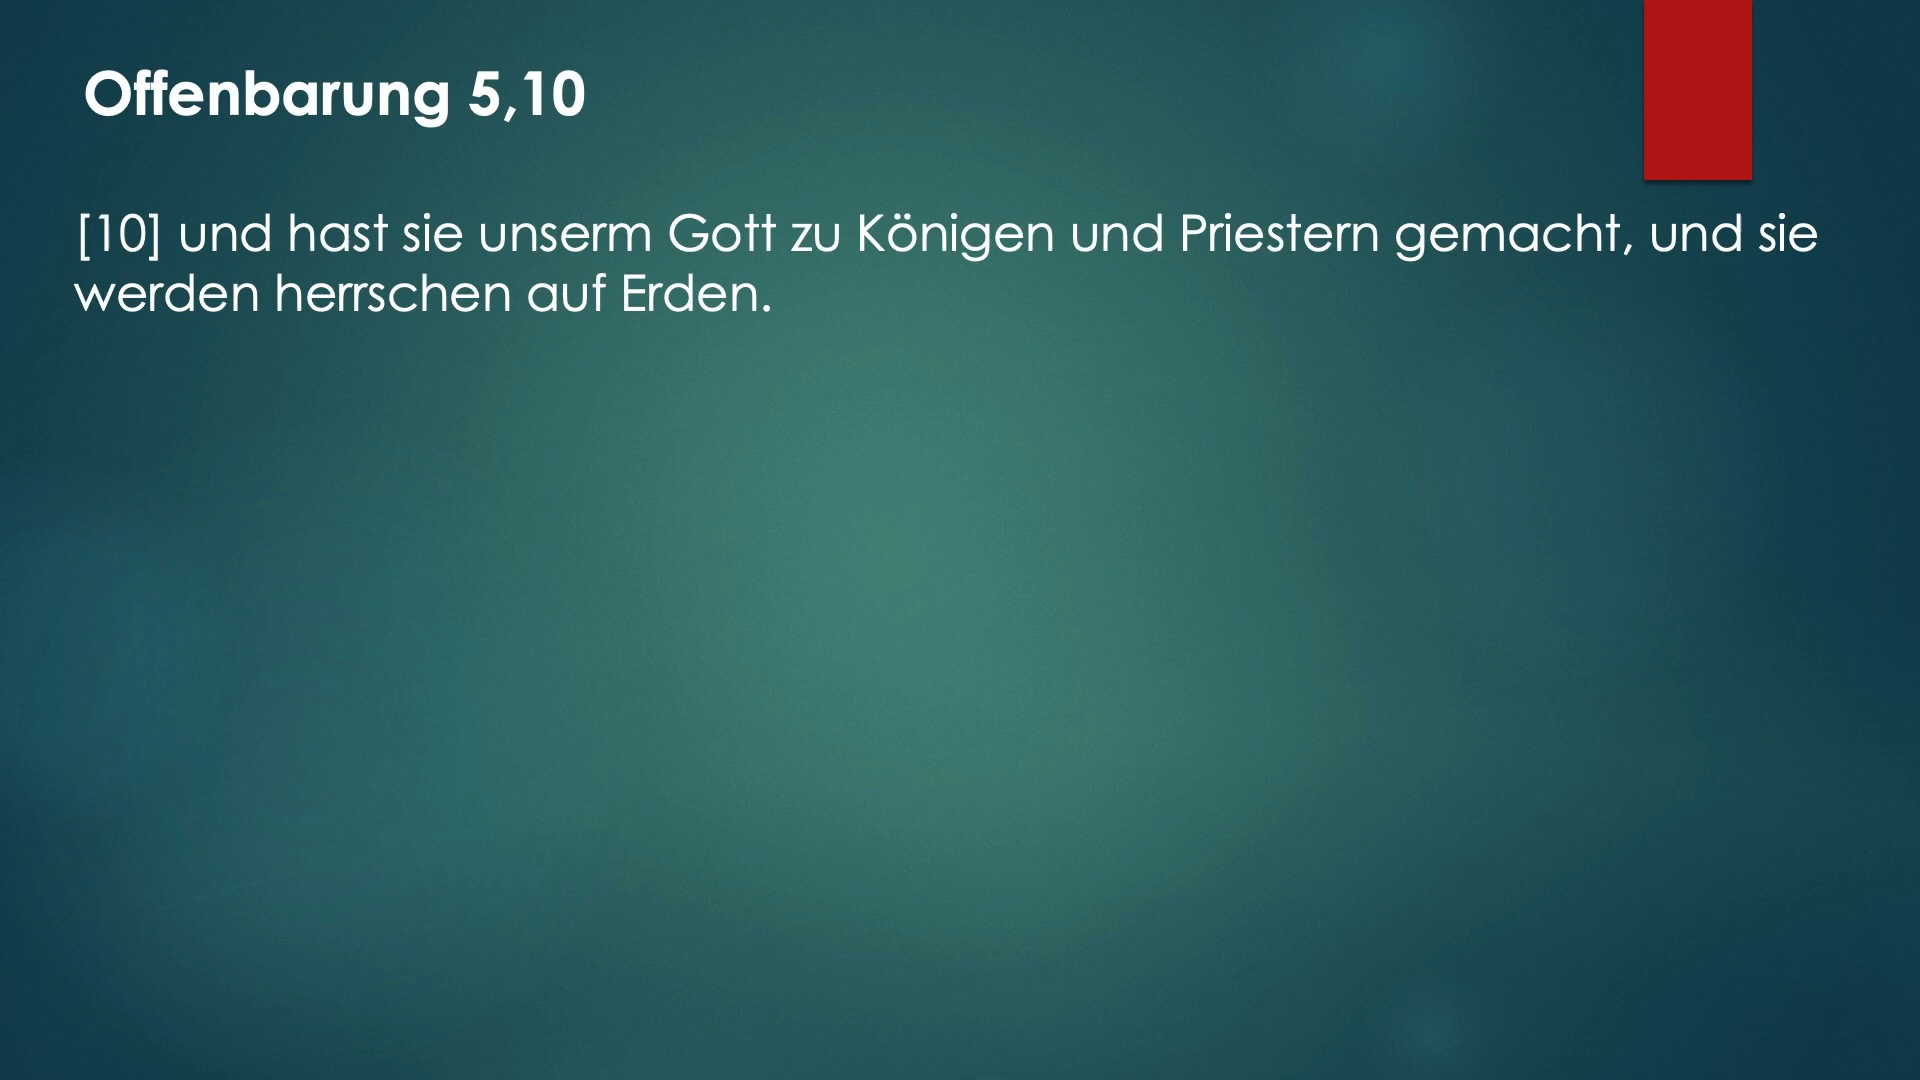 Offenbarung 5,10
[10] und hast sie unserm Gott zu Königen und Priestern gemacht, und sie
werden herrschen auf Erden.